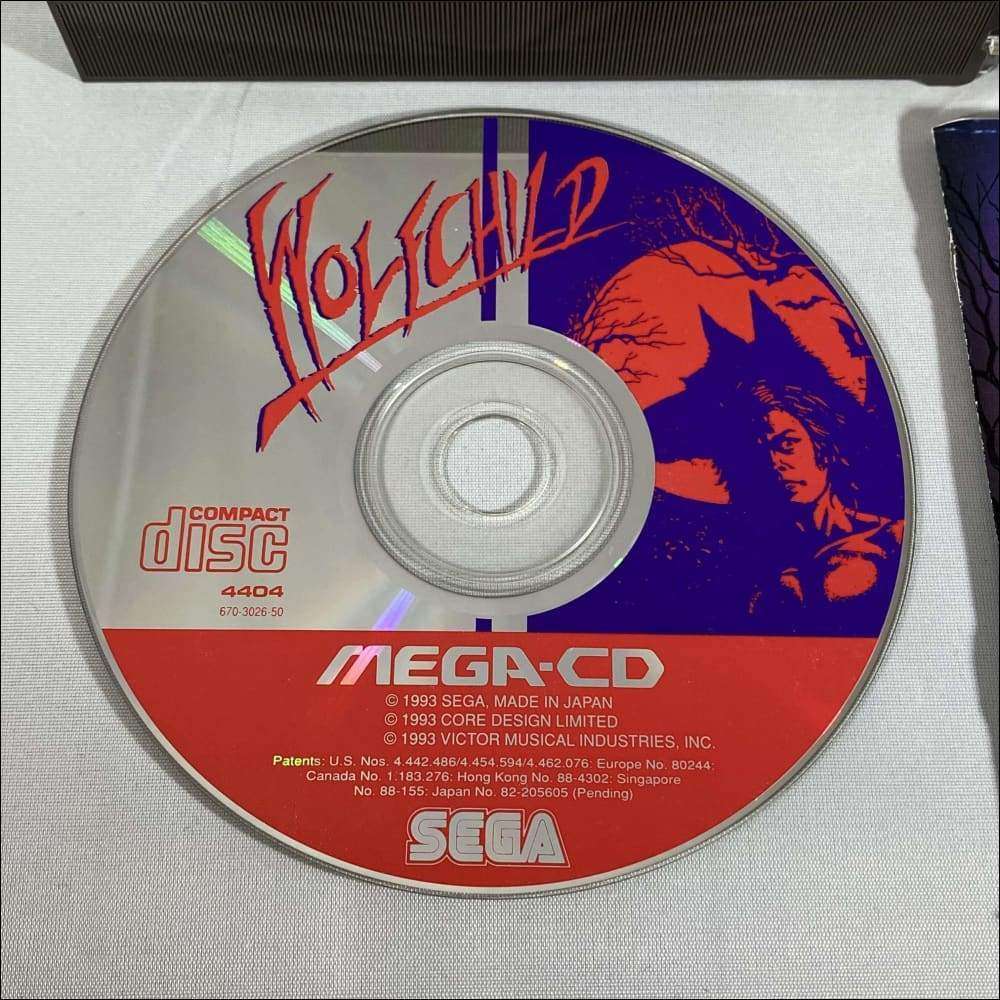 WOLFCHILD
COMPACT
disc
4404
670-3026-50
MEGA-CD
© 1993 SEGA, MADE IN JAPAN
© 1993 CORE DESIGN LIMITED
© 1993 VICTOR MUSICAL INDUSTRIES, INC.
Patents: U.S. Nos. 4.442.486/4.454.594/4.462.076: Europe No. 80244:
Canada No. 1.183.276: Hong Kong No. 88-4302: Singapore
No. 88-155: Japan No. 82-205605 (Pending)
SEGA